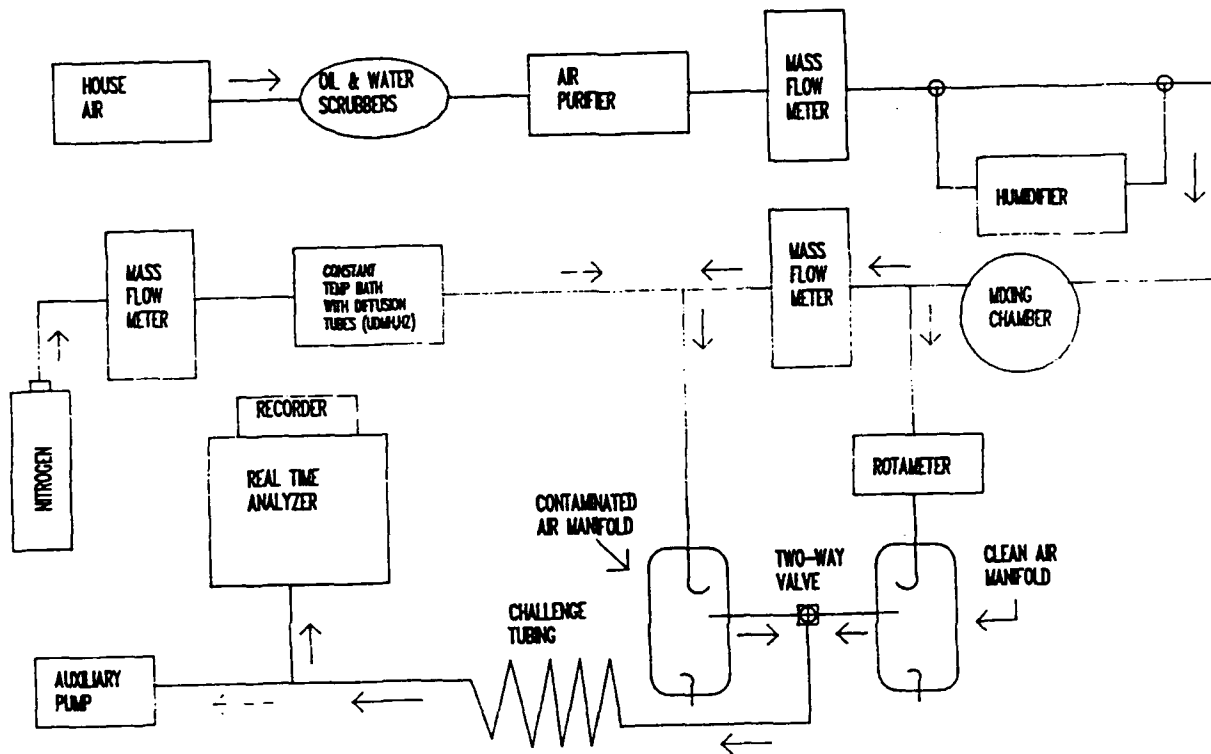 HOUSE
AIR
OIL & WATER
SCRUBBERS
AIR
PURIFIER
MASS
FLOW
METER
HUMIDIFIER
MASS
FLOW
METER
CONSTANT
TEMP BATH
WITH DIFFUSION
TUBES (UDMH,HZ)
MASS
FLOW
METER
MIXING
CHAMBER
NITROGEN
RECORDER
REAL TIME
ANALYZER
ROTAMETER
CONTAMINATED
AIR MANIFOLD
TWO-WAY
VALVE
CLEAN AIR
MANIFOLD
CHALLENGE
TUBING
AUXILIARY
PUMP